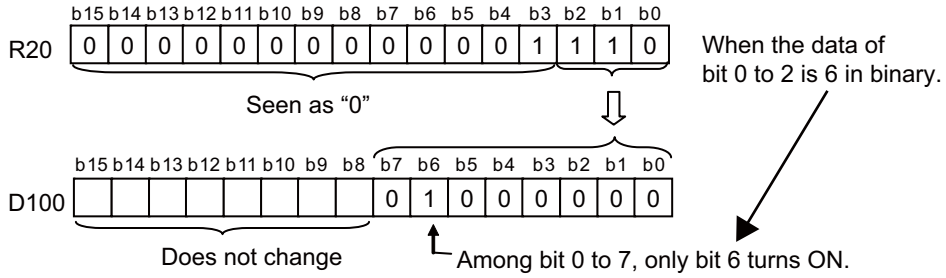 b15 b14 b13 b12 b11 b10 b9 b8 b7 b6 b5 b4 b3 b2 b1 b0
R20 0 0 0 0 0 0 0 0 0 0 0 0 1 1 1 0
When the data of
bit 0 to 2 is 6 in binary.
Seen as “0”
b15 b14 b13 b12 b11 b10 b9 b8 b7 b6 b5 b4 b3 b2 b1 b0
D100 0 1 0 0 0 0 0 0
Does not change
Among bit 0 to 7, only bit 6 turns ON.